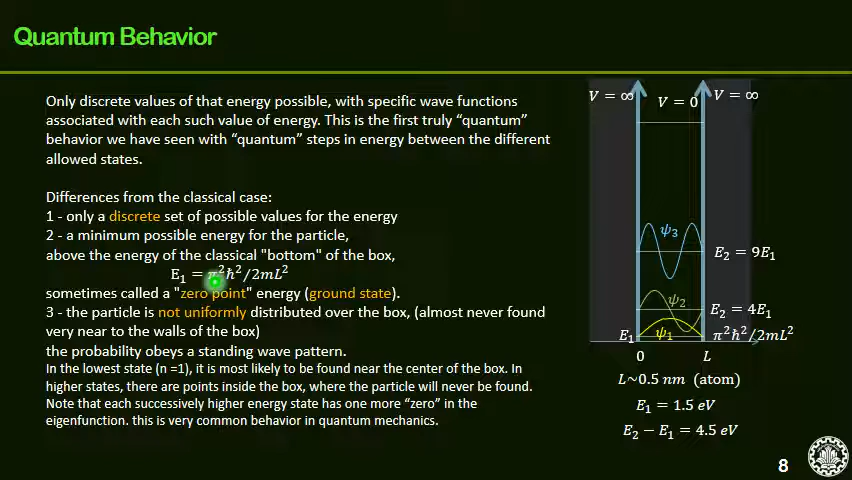 Quantum Behavior
Only discrete values of that energy possible, with specific wave functions
associated with each such value of energy. This is the first truly “quantum”
behavior we have seen with “quantum” steps in energy between the different
allowed states.
Differences from the classical case:
1 - only a discrete set of possible values for the energy
2 - a minimum possible energy for the particle,
above the energy of the classical "bottom" of the box,
E₁ = π²ℏ²/2mL²
sometimes called a "zero point" energy (ground state).
3 - the particle is not uniformly distributed over the box, (almost never found
very near to the walls of the box)
the probability obeys a standing wave pattern.
In the lowest state (n =1), it is most likely to be found near the center of the box. In
higher states, there are points inside the box, where the particle will never be found.
Note that each successively higher energy state has one more “zero” in the
eigenfunction. this is very common behavior in quantum mechanics.
V = ∞ V = 0 V = ∞
ψ₃
E₂ = 9E₁
ψ₂
E₂ = 4E₁
E₁ ψ₁ π²ℏ²/2mL²
0 L
L~0.5 nm (atom)
E₁ = 1.5 eV
E₂ − E₁ = 4.5 eV
8